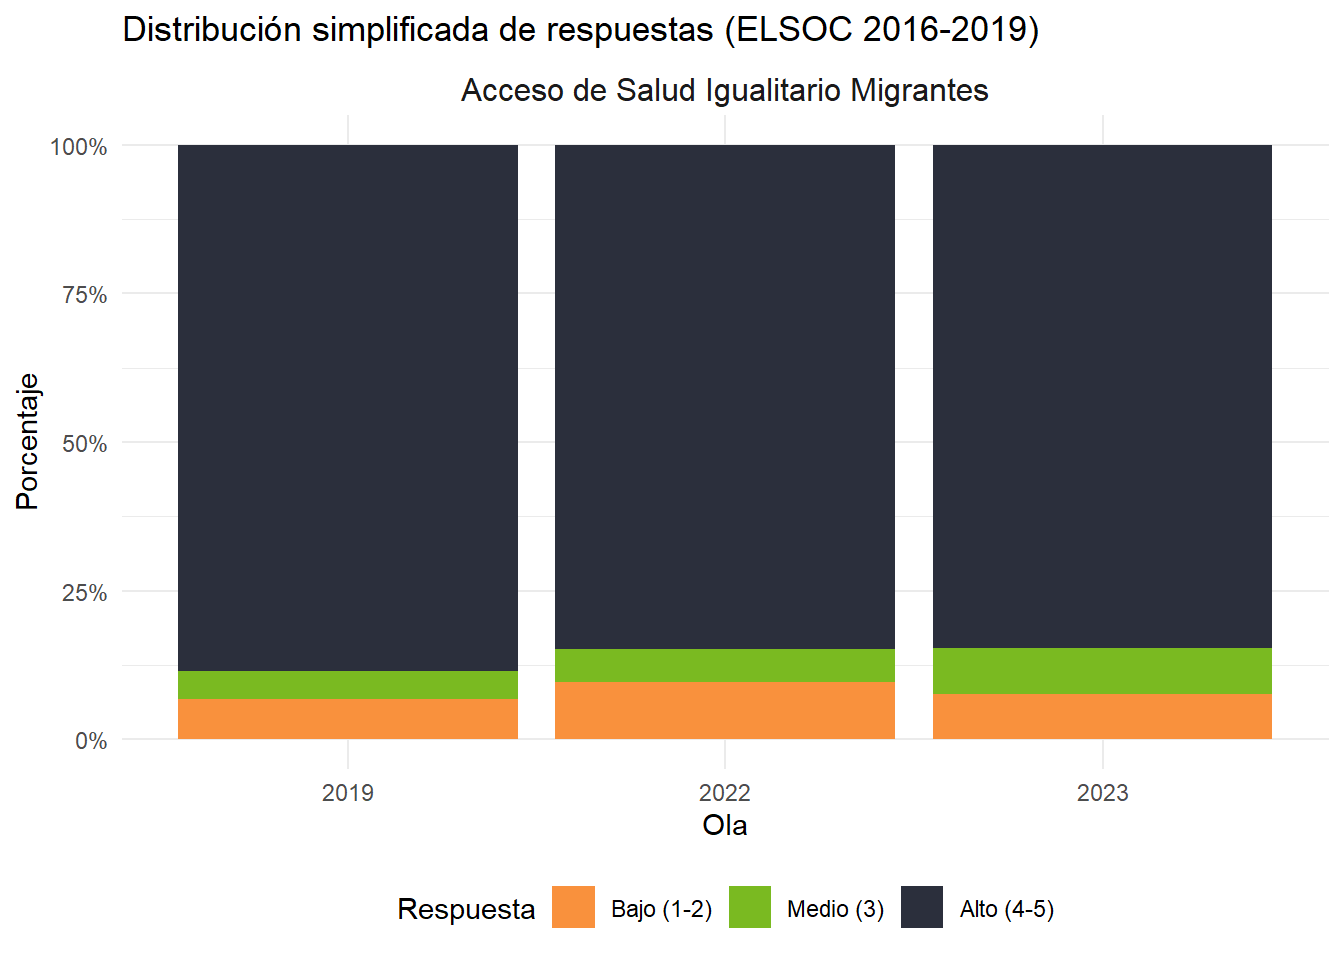 Distribución simplificada de respuestas (ELSOC 2016-2019)
Acceso de Salud Igualitario Migrantes
100%
75%
50%
25%
0%
Porcentaje
2019 2022 2023
Ola
Respuesta Bajo (1-2) Medio (3) Alto (4-5)